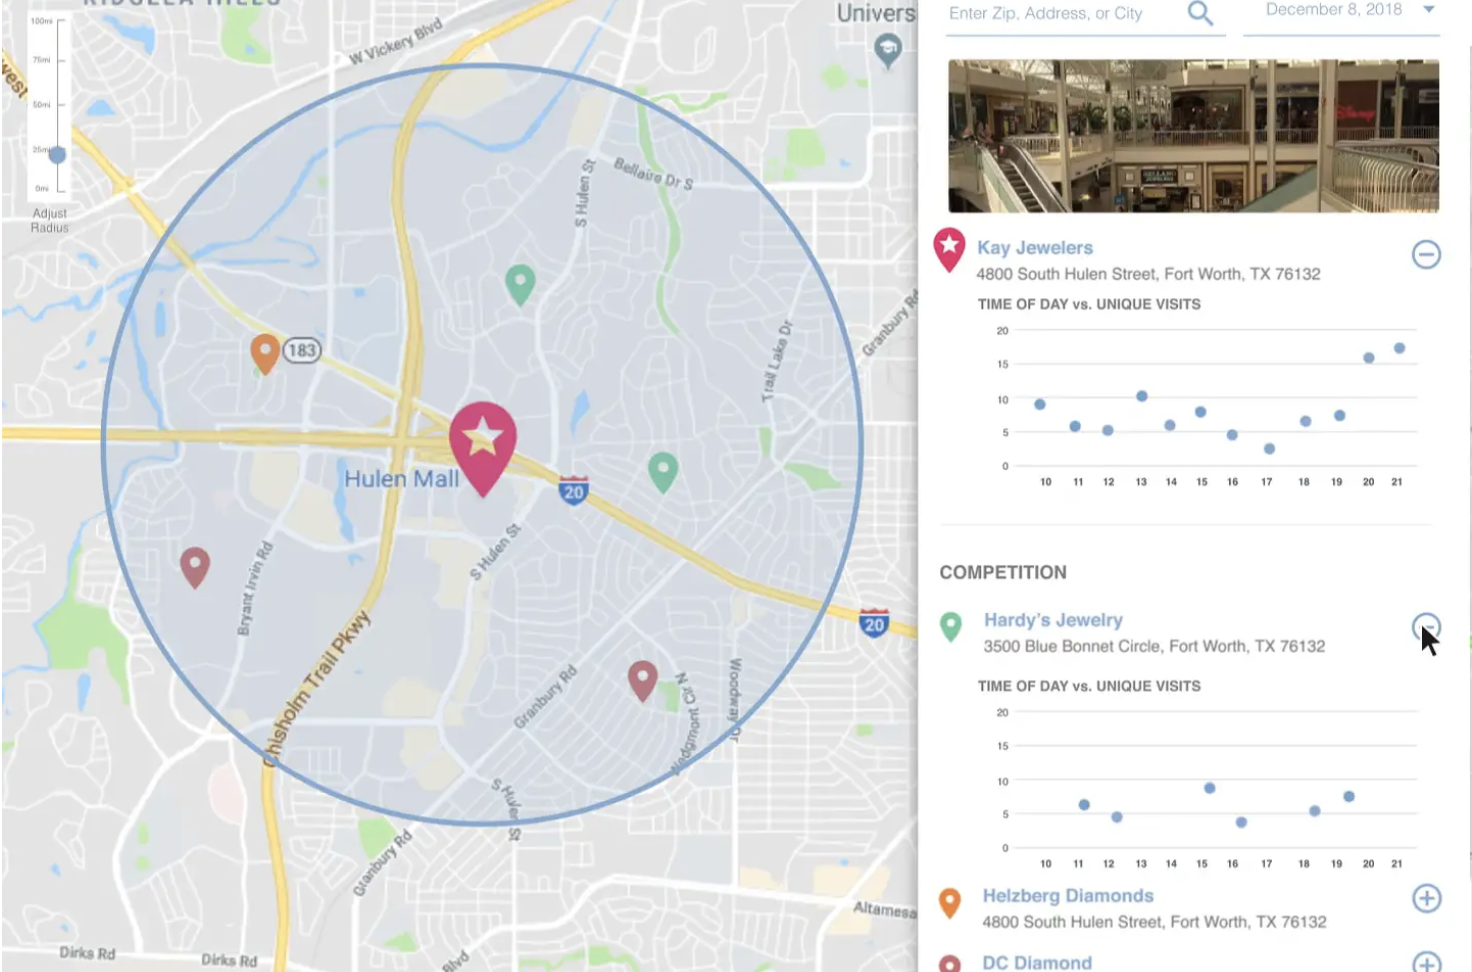 RIDGLEA HILLS
100mi
75mi
50mi
25mi
0mi
Adjust
Radius
west
W Vickery Blvd
Univers
S Hulen St
Bellaire Dr S
Trail Lake Dr
Granbury Rd
183
Hulen Mall
20
S Hulen St
Bryant Irvin Rd
20
Chisholm Trail Pkwy
Granbury Rd
Woodway Dr
Wedgmont Cir N
S Hulen St
Granbury Rd
Altamesa
Dirks Rd
Dirks Rd
Blvd
Enter Zip, Address, or City
December 8, 2018
Disney
Kay Jewelers
4800 South Hulen Street, Fort Worth, TX 76132
TIME OF DAY vs. UNIQUE VISITS
20
15
10
5
0
10 11 12 13 14 15 16 17 18 19 20 21
COMPETITION
Hardy's Jewelry
3500 Blue Bonnet Circle, Fort Worth, TX 76132
TIME OF DAY vs. UNIQUE VISITS
20
15
10
5
0
10 11 12 13 14 15 16 17 18 19 20 21
Helzberg Diamonds
4800 South Hulen Street, Fort Worth, TX 76132
DC Diamond